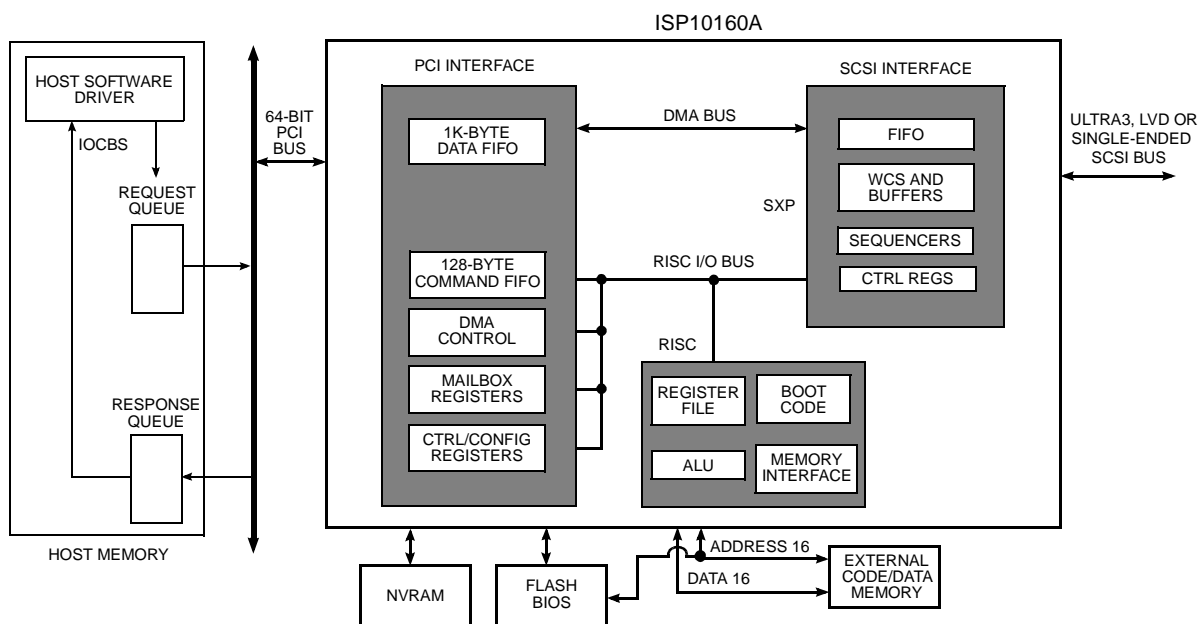 ISP10160A
HOST SOFTWARE
DRIVER
IOCBS
REQUEST
QUEUE
RESPONSE
QUEUE
HOST MEMORY
64-BIT
PCI
BUS
PCI INTERFACE
1K-BYTE
DATA FIFO
128-BYTE
COMMAND FIFO
DMA
CONTROL
MAILBOX
REGISTERS
CTRL/CONFIG
REGISTERS
DMA BUS
RISC I/O BUS
SCSI INTERFACE
FIFO
WCS AND
BUFFERS
SEQUENCERS
CTRL REGS
SXP
RISC
REGISTER
FILE
BOOT
CODE
ALU
MEMORY
INTERFACE
ULTRA3, LVD OR
SINGLE-ENDED
SCSI BUS
NVRAM
FLASH
BIOS
ADDRESS 16
DATA 16
EXTERNAL
CODE/DATA
MEMORY